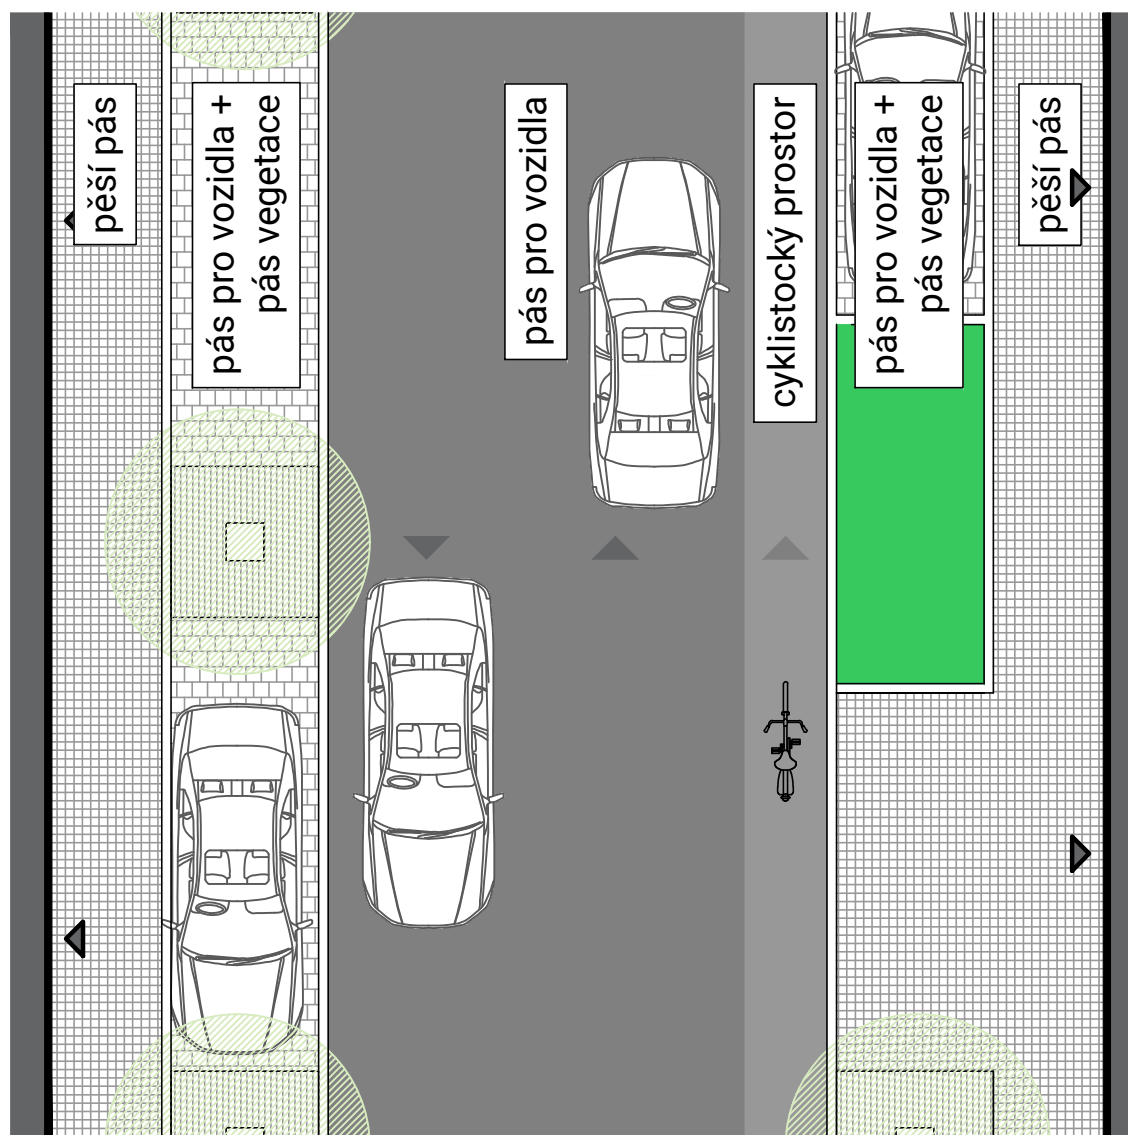 pěší pás
pás pro vozidla +
pás vegetace
pás pro vozidla
cyklistocký prostor
pás pro vozidla +
pás vegetace
pěší pás